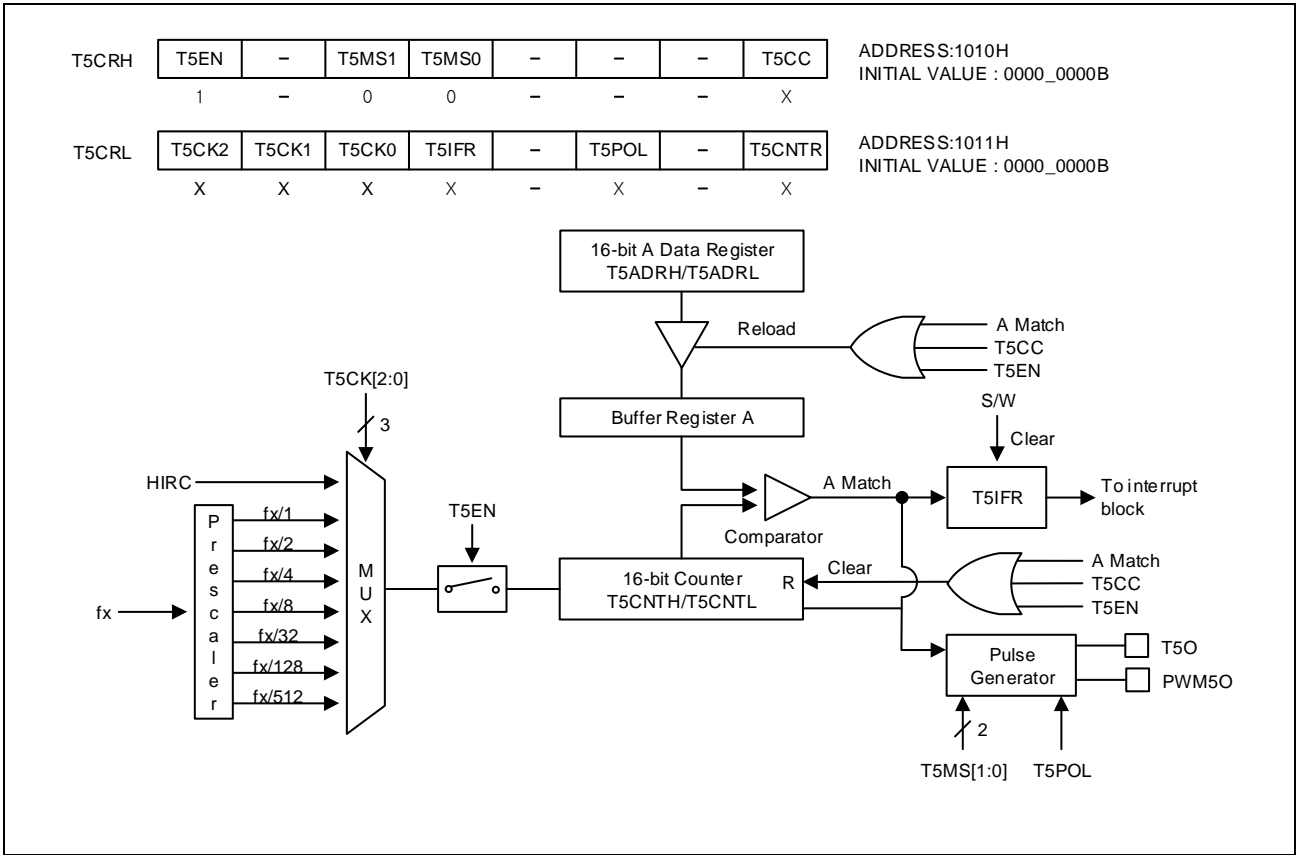 T5CRH T5EN – T5MS1 T5MS0 – – – T5CC ADDRESS:1010H
INITIAL VALUE : 0000_0000B
1 – 0 0 – – – X
T5CRL T5CK2 T5CK1 T5CK0 T5IFR – T5POL – T5CNTR ADDRESS:1011H
INITIAL VALUE : 0000_0000B
X X X X – X – X
16-bit A Data Register
T5ADRH/T5ADRL
Reload
A Match
T5CC
T5EN
T5CK[2:0]
3
Buffer Register A
S/W
Clear
HIRC
A Match
T5IFR
To interrupt
block
Comparator
T5EN
Prescaler
fx/1
fx/2
fx/4
fx/8
fx/32
fx/128
fx/512
fx
MUX
16-bit Counter
T5CNTH/T5CNTL
R
Clear
A Match
T5CC
T5EN
Pulse
Generator
T5O
PWM5O
2
T5MS[1:0]
T5POL